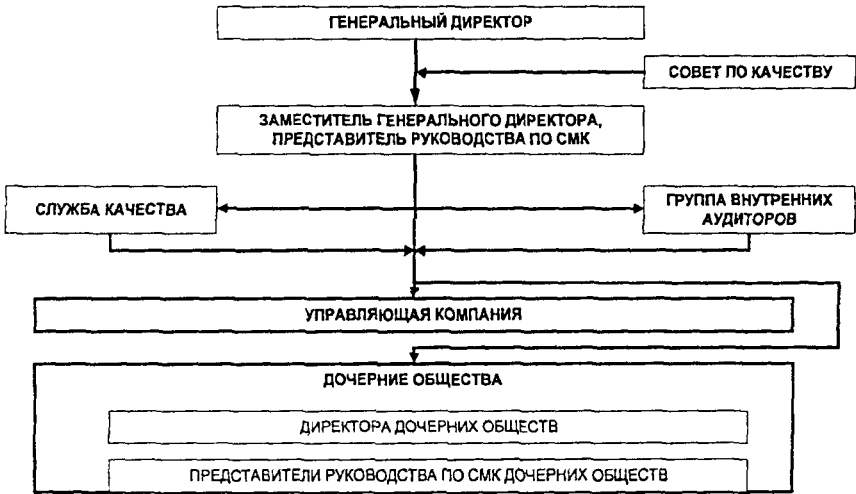 ГЕНЕРАЛЬНЫЙ ДИРЕКТОР
СОВЕТ ПО КАЧЕСТВУ
ЗАМЕСТИТЕЛЬ ГЕНЕРАЛЬНОГО ДИРЕКТОРА,
ПРЕДСТАВИТЕЛЬ РУКОВОДСТВА ПО СМК
СЛУЖБА КАЧЕСТВА
ГРУППА ВНУТРЕННИХ
АУДИТОРОВ
УПРАВЛЯЮЩАЯ КОМПАНИЯ
ДОЧЕРНИЕ ОБЩЕСТВА
ДИРЕКТОРА ДОЧЕРНИХ ОБЩЕСТВ
ПРЕДСТАВИТЕЛИ РУКОВОДСТВА ПО СМК ДОЧЕРНИХ ОБЩЕСТВ